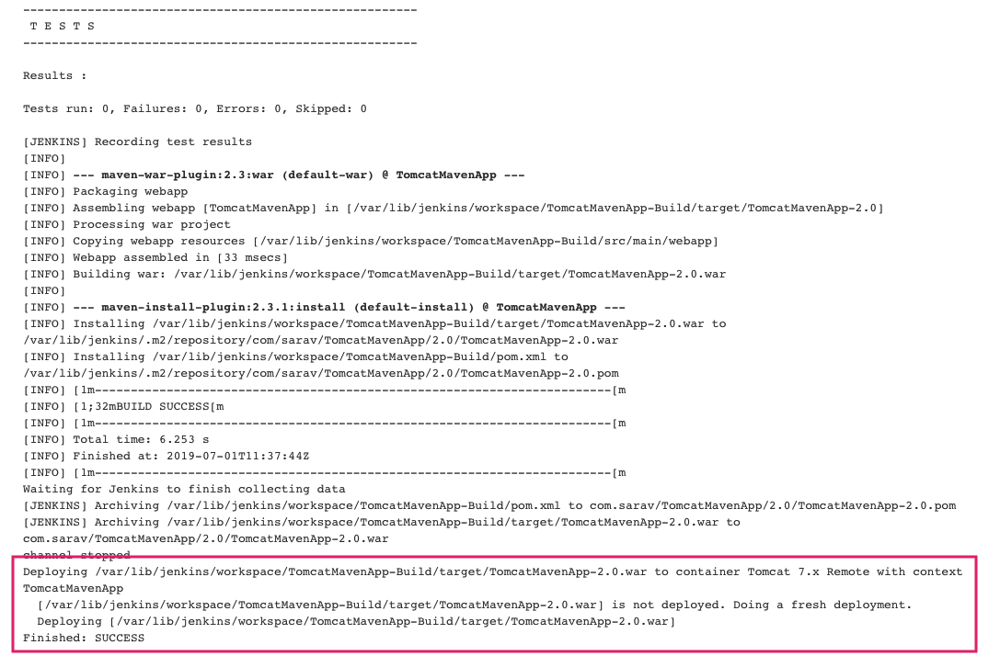 -------------------------------------------------------
T E S T S
-------------------------------------------------------
Results :
Tests run: 0, Failures: 0, Errors: 0, Skipped: 0
[JENKINS] Recording test results
[INFO]
[INFO] --- maven-war-plugin:2.3:war (default-war) @ TomcatMavenApp ---
[INFO] Packaging webapp
[INFO] Assembling webapp [TomcatMavenApp] in [/var/lib/jenkins/workspace/TomcatMavenApp-Build/target/TomcatMavenApp-2.0]
[INFO] Processing war project
[INFO] Copying webapp resources [/var/lib/jenkins/workspace/TomcatMavenApp-Build/src/main/webapp]
[INFO] Webapp assembled in [33 msecs]
[INFO] Building war: /var/lib/jenkins/workspace/TomcatMavenApp-Build/target/TomcatMavenApp-2.0.war
[INFO]
[INFO] --- maven-install-plugin:2.3.1:install (default-install) @ TomcatMavenApp ---
[INFO] Installing /var/lib/jenkins/workspace/TomcatMavenApp-Build/target/TomcatMavenApp-2.0.war to
/var/lib/jenkins/.m2/repository/com/sarav/TomcatMavenApp/2.0/TomcatMavenApp-2.0.war
[INFO] Installing /var/lib/jenkins/workspace/TomcatMavenApp-Build/pom.xml to
/var/lib/jenkins/.m2/repository/com/sarav/TomcatMavenApp/2.0/TomcatMavenApp-2.0.pom
[INFO] [1m------------------------------------------------------------------------[m
[INFO] [1;32mBUILD SUCCESS[m
[INFO] [1m------------------------------------------------------------------------[m
[INFO] Total time: 6.253 s
[INFO] Finished at: 2019-07-01T11:37:44Z
[INFO] [1m------------------------------------------------------------------------[m
Waiting for Jenkins to finish collecting data
[JENKINS] Archiving /var/lib/jenkins/workspace/TomcatMavenApp-Build/pom.xml to com.sarav/TomcatMavenApp/2.0/TomcatMavenApp-2.0.pom
[JENKINS] Archiving /var/lib/jenkins/workspace/TomcatMavenApp-Build/target/TomcatMavenApp-2.0.war to
com.sarav/TomcatMavenApp/2.0/TomcatMavenApp-2.0.war
channel stopped
Deploying /var/lib/jenkins/workspace/TomcatMavenApp-Build/target/TomcatMavenApp-2.0.war to container Tomcat 7.x Remote with context
TomcatMavenApp
[/var/lib/jenkins/workspace/TomcatMavenApp-Build/target/TomcatMavenApp-2.0.war] is not deployed. Doing a fresh deployment.
Deploying [/var/lib/jenkins/workspace/TomcatMavenApp-Build/target/TomcatMavenApp-2.0.war]
Finished: SUCCESS